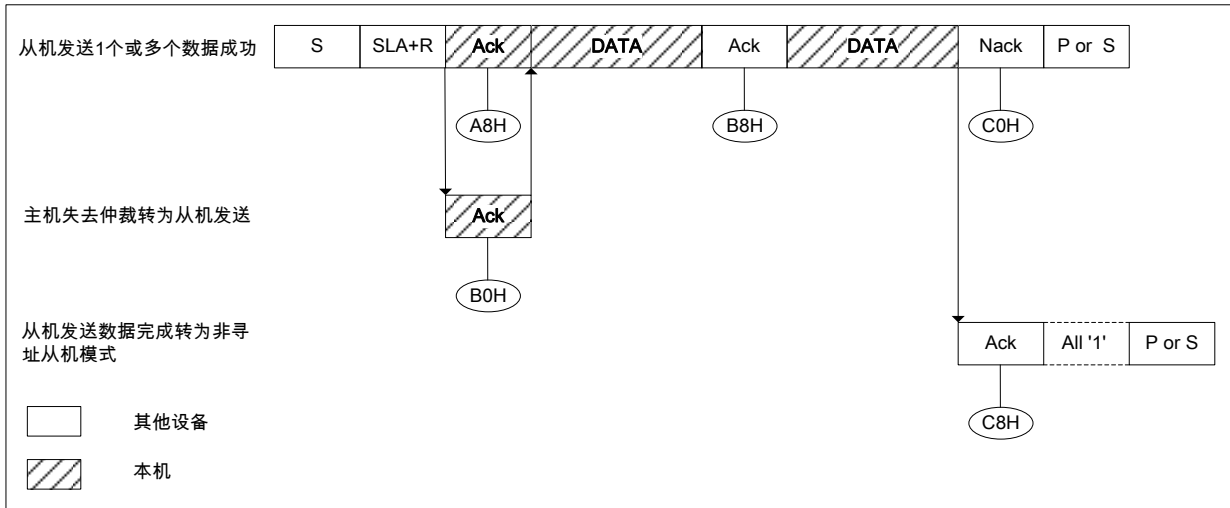 从机发送1个或多个数据成功
S
SLA+R
Ack
DATA
Ack
DATA
Nack
P or S
A8H
B8H
C0H
主机失去仲裁转为从机发送
Ack
B0H
从机发送数据完成转为非寻
址从机模式
Ack
All '1'
P or S
C8H
其他设备
本机